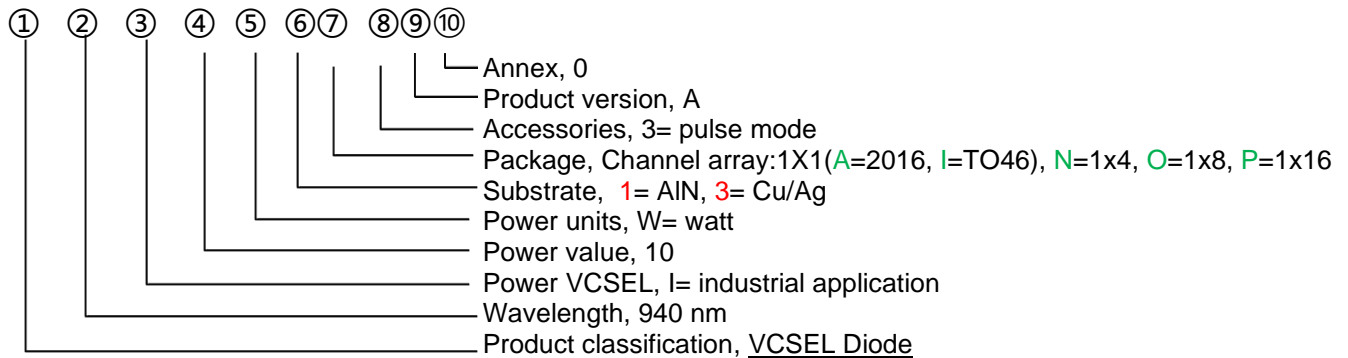 ① ② ③ ④ ⑤ ⑥⑦ ⑧⑨⑩
Annex, 0
Product version, A
Accessories, 3= pulse mode
Package, Channel array:1X1(A=2016, I=TO46), N=1x4, O=1x8, P=1x16
Substrate, 1= AlN, 3= Cu/Ag
Power units, W= watt
Power value, 10
Power VCSEL, I= industrial application
Wavelength, 940 nm
Product classification, VCSEL Diode